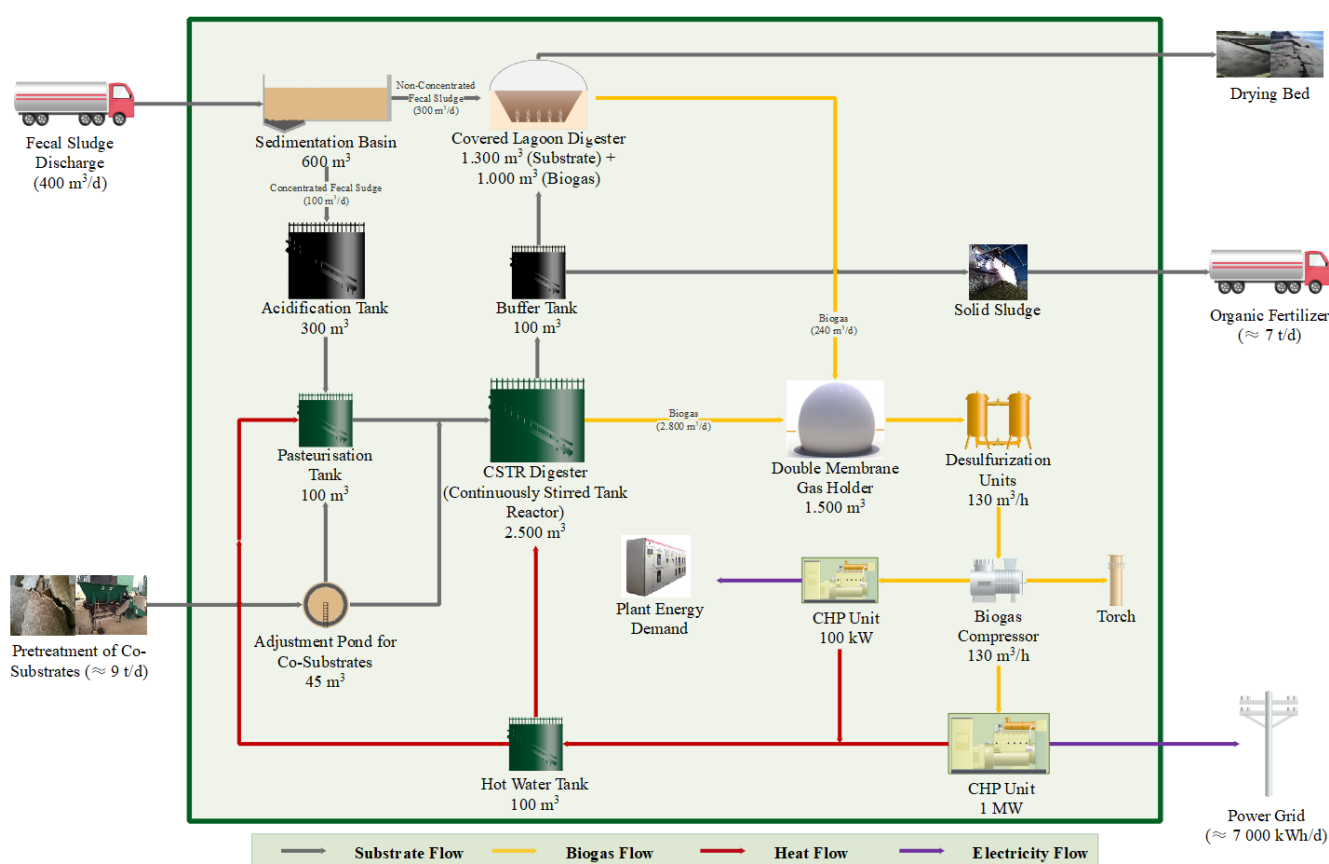 Fecal Sludge
Discharge
(400 m³/d)
Sedimentation Basin
600 m³
Non-Concentrated
Fecal Sludge
(300 m³/d)
Covered Lagoon Digester
1.300 m³ (Substrate) +
1.000 m³ (Biogas)
Drying Bed
Concentrated Fecal Sudge
(100 m³/d)
Acidification Tank
300 m³
Buffer Tank
100 m³
Solid Sludge
Organic Fertilizer
(≈ 7 t/d)
Biogas
(240 m³/d)
Pasteurisation
Tank
100 m³
CSTR Digester
(Continuously Stirred Tank
Reactor)
2.500 m³
Biogas
(2.800 m³/d)
Double Membrane
Gas Holder
1.500 m³
Desulfurization
Units
130 m³/h
Pretreatment of Co-
Substrates (≈ 9 t/d)
Adjustment Pond for
Co-Substrates
45 m³
Plant Energy
Demand
CHP Unit
100 kW
Biogas
Compressor
130 m³/h
Torch
Hot Water Tank
100 m³
CHP Unit
1 MW
Power Grid
(≈ 7 000 kWh/d)
Substrate Flow
Biogas Flow
Heat Flow
Electricity Flow